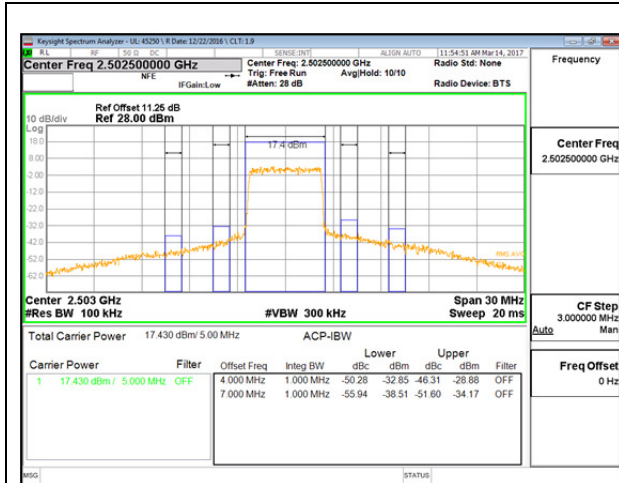 Keysight Spectrum Analyzer - UL: 45250 \ R Date: 12/22/2016 \ CLT: 1.9
RL RF 50 Ω DC SENSE:INT ALIGN AUTO 11:54:51 AM Mar 14, 2017
Center Freq 2.502500000 GHz Center Freq: 2.502500000 GHz Radio Std: None Frequency
NFE Trig: Free Run Avg|Hold: 10/10
IFGain:Low #Atten: 28 dB Radio Device: BTS
Ref Offset 11.25 dB
10 dB/div Ref 28.00 dBm
Log
18.0
17.4 dBm
8.00
-2.00
-12.0
-22.0
-32.0
-42.0
-52.0 RMS AVG
-62.0
Center Freq
2.502500000 GHz
Center 2.503 GHz Span 30 MHz
#Res BW 100 kHz #VBW 300 kHz Sweep 20 ms
CF Step
3.000000 MHz
Auto Man
Total Carrier Power 17.430 dBm/ 5.00 MHz ACP-IBW
Lower Upper
Carrier Power Filter Offset Freq Integ BW dBc dBm dBc dBm Filter
1 17.430 dBm / 5.000 MHz OFF 4.000 MHz 1.000 MHz -50.28 -32.85 -46.31 -28.88 OFF
7.000 MHz 1.000 MHz -55.94 -38.51 -51.60 -34.17 OFF
Freq Offset
0 Hz
MSG STATUS